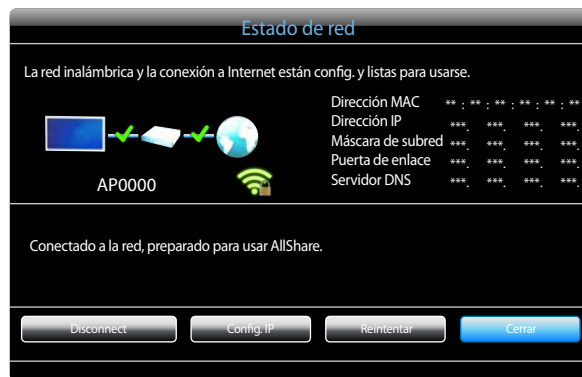 Estado de red
La red inalámbrica y la conexión a Internet están config. y listas para usarse.
Dirección MAC ** : ** : ** : ** : ** : **
Dirección IP ***. ***. ***. ***.
Máscara de subred ***. ***. ***. ***.
Puerta de enlace ***. ***. ***. ***.
Servidor DNS ***. ***. ***. ***.
AP0000
Conectado a la red, preparado para usar AllShare.
Disconnect Config. IP Reintentar Cerrar